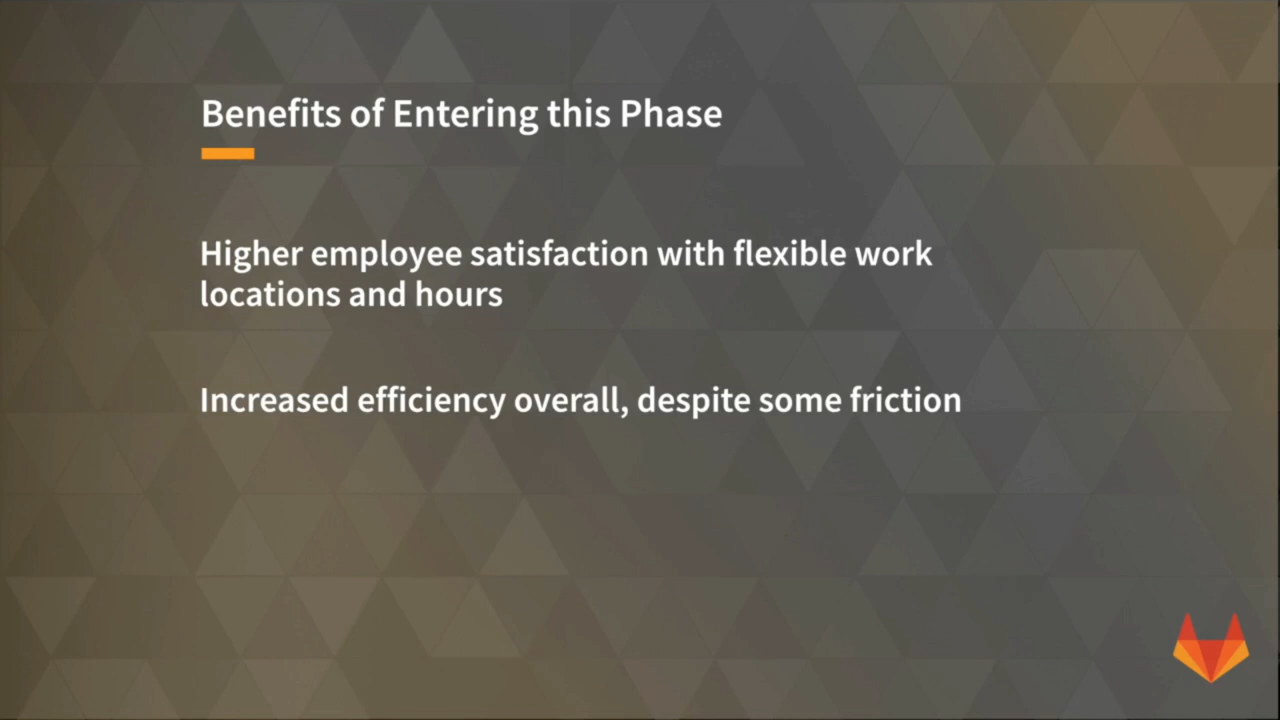 Benefits of Entering this Phase
Higher employee satisfaction with flexible work
locations and hours
Increased efficiency overall, despite some friction